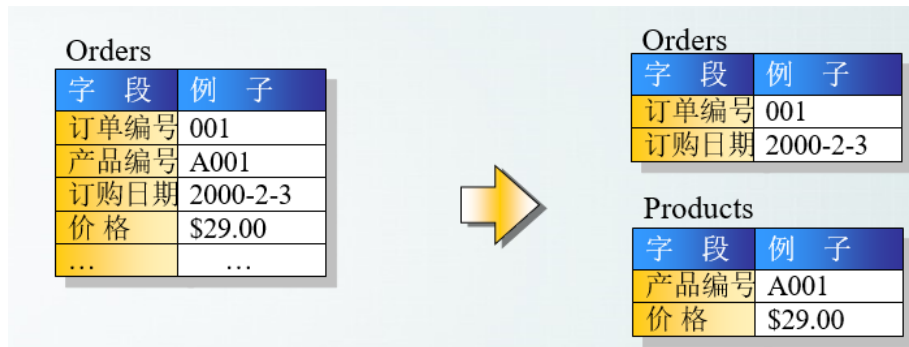 Orders
字 段 例 子
订单编号 001
产品编号 A001
订购日期 2000-2-3
价 格 $29.00
… …
Orders
字 段 例 子
订单编号 001
订购日期 2000-2-3
Products
字 段 例 子
产品编号 A001
价 格 $29.00